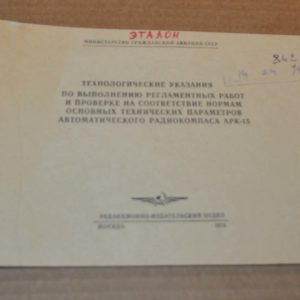 ЭТАЛОН
МИНИСТЕРСТВО ГРАЖДАНСКОЙ АВИАЦИИ СССР
842
ТЕХНОЛОГИЧЕСКИЕ УКАЗАНИЯ
ПО ВЫПОЛНЕНИЮ РЕГЛАМЕНТНЫХ РАБОТ
И ПРОВЕРКЕ НА СООТВЕТСТВИЕ НОРМАМ
ОСНОВНЫХ ТЕХНИЧЕСКИХ ПАРАМЕТРОВ
АВТОМАТИЧЕСКОГО РАДИОКОМПАСА АРК-15
РЕДАКЦИОННО-ИЗДАТЕЛЬСКИЙ ОТДЕЛ
МОСКВА